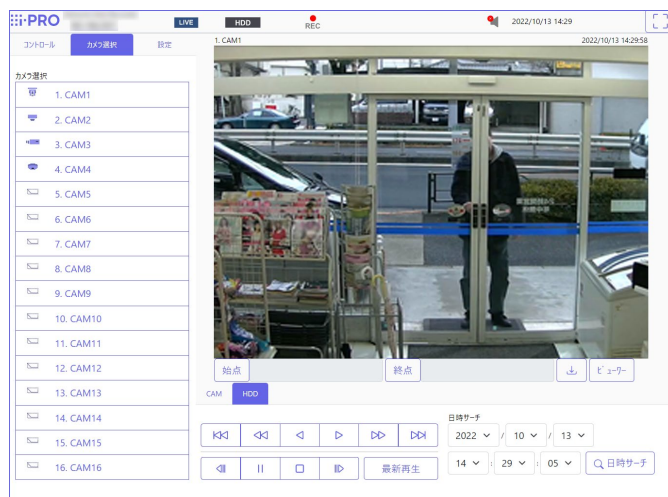 i-PRO
LIVE
HDD
REC
2022/10/13 14:29
コントロール
カメラ選択
設定
カメラ選択
1. CAM1
2. CAM2
3. CAM3
4. CAM4
5. CAM5
6. CAM6
7. CAM7
8. CAM8
9. CAM9
10. CAM10
11. CAM11
12. CAM12
13. CAM13
14. CAM14
15. CAM15
16. CAM16
1. CAM1
2022/10/13 14:29:58
始点
終点
ビューワー
CAM
HDD
最新再生
日時サーチ
2022 / 10 / 13
14 : 29 : 05
日時サーチ